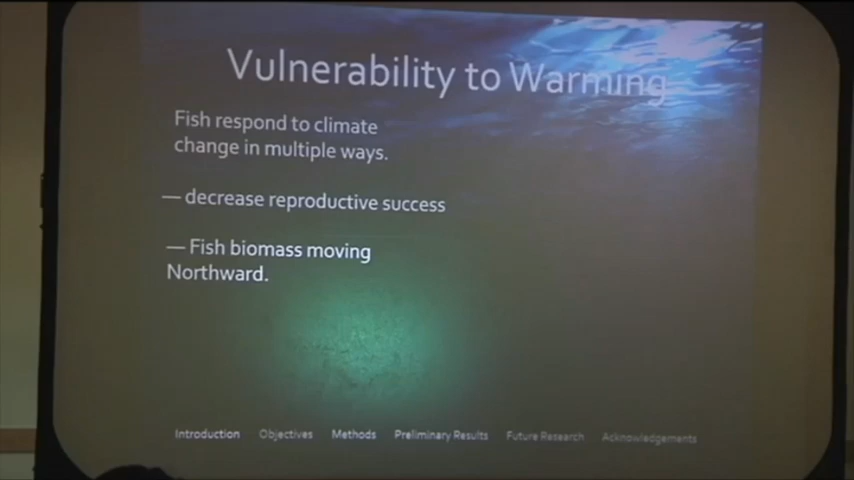 Vulnerability to Warming
Fish respond to climate
change in multiple ways.
— decrease reproductive success
— Fish biomass moving
Northward.
Introduction Objectives Methods Preliminary Results Future Research Acknowledgements